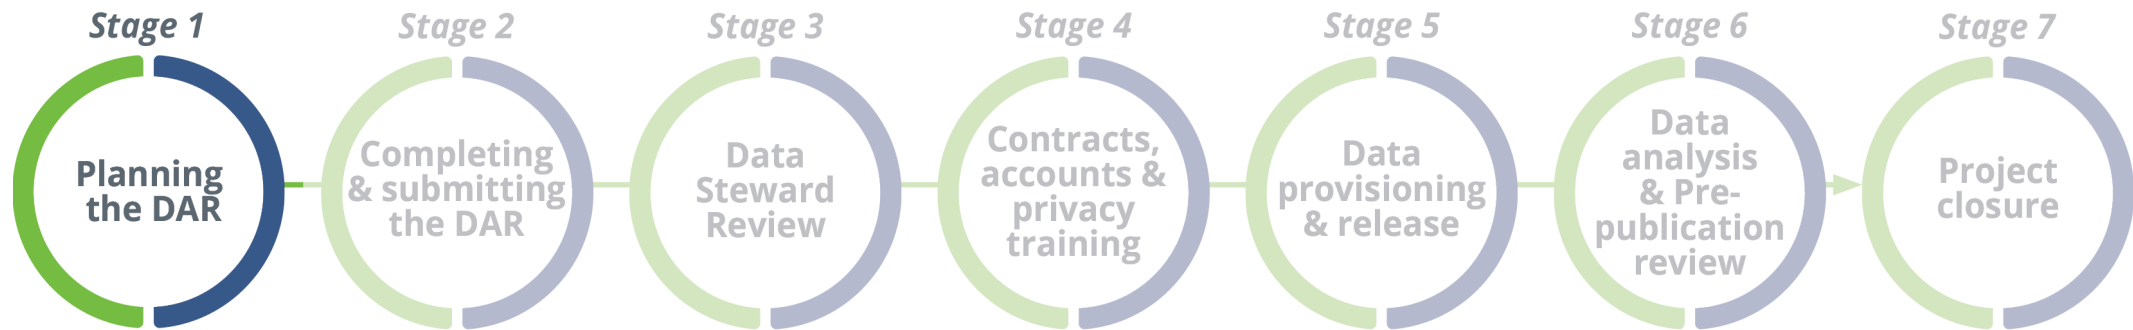 Stage 1
Planning
the DAR
Stage 2
Completing
& submitting
the DAR
Stage 3
Data
Steward
Review
Stage 4
Contracts,
accounts &
privacy
training
Stage 5
Data
provisioning
& release
Stage 6
Data
analysis
& Pre-
publication
review
Stage 7
Project
closure